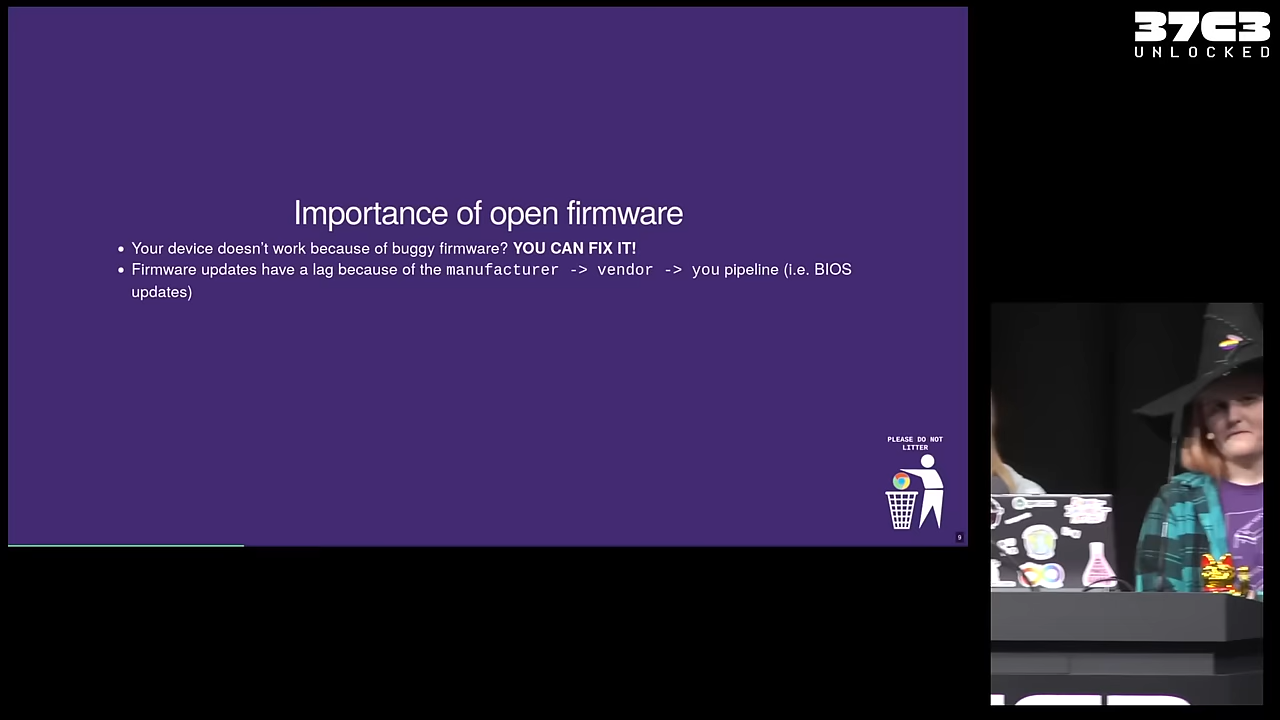 37C3
UNLOCKED
Importance of open firmware
• Your device doesn't work because of buggy firmware? YOU CAN FIX IT!
• Firmware updates have a lag because of the manufacturer -> vendor -> you pipeline (i.e. BIOS
updates)
PLEASE DO NOT
LITTER
9